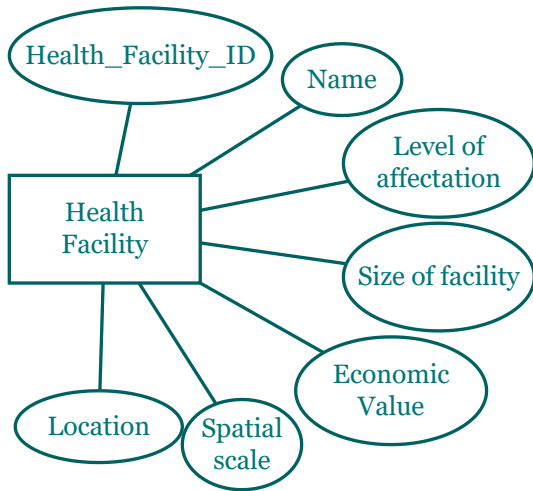 Health_Facility_ID
Name
Level of
affectation
Health
Facility
Size of facility
Economic
Value
Location
Spatial
scale